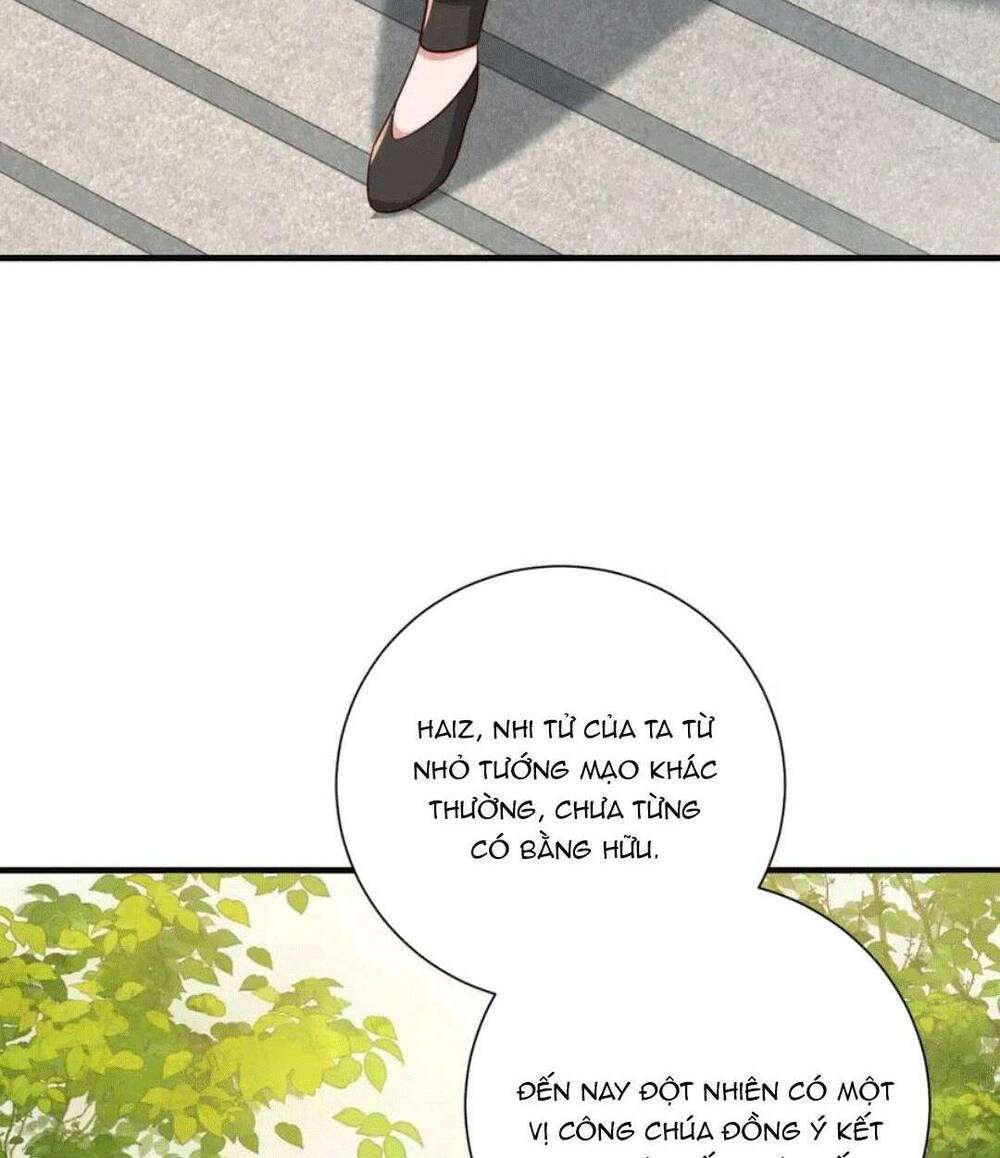 HAIZ, NHI TỬ CỦA TA TỪ
NHỎ TƯỚNG MẠO KHÁC
THƯỜNG, CHƯA TỪNG
CÓ BẰNG HỮU.
ĐẾN NAY ĐỘT NHIÊN CÓ MỘT
VỊ CÔNG CHÚA ĐỒNG Ý KẾT